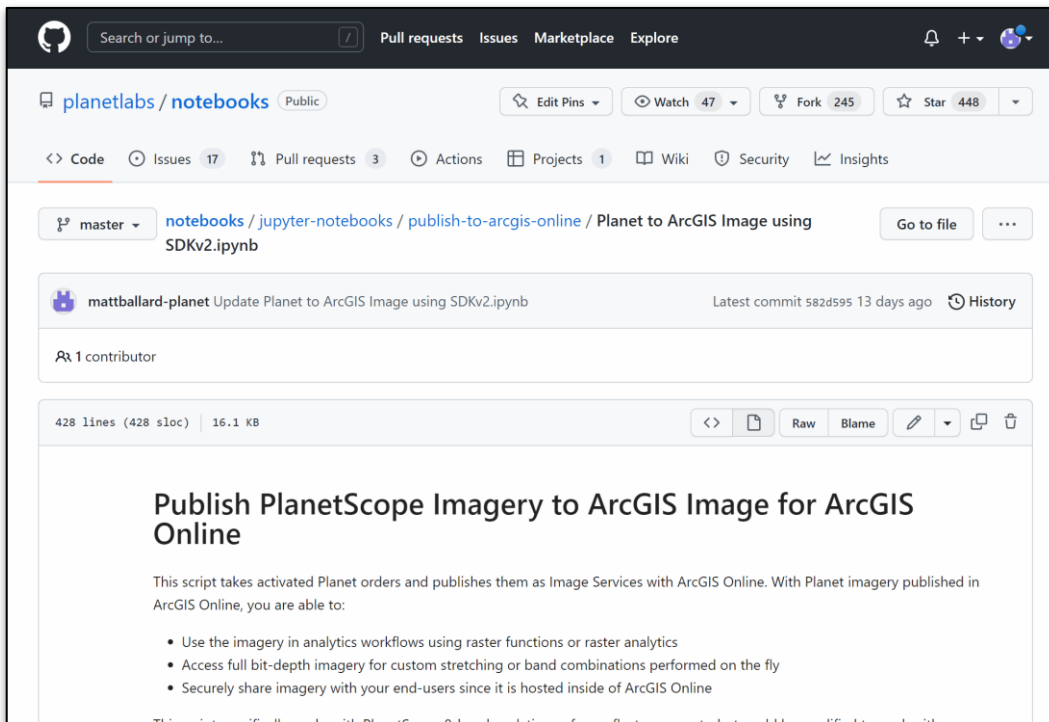 Search or jump to... /
Pull requests Issues Marketplace Explore
planetlabs / notebooks Public
Edit Pins Watch 47 Fork 245 Star 448
Code Issues 17 Pull requests 3 Actions Projects 1 Wiki Security Insights
master notebooks / jupyter-notebooks / publish-to-arcgis-online / Planet to ArcGIS Image using
SDKv2.ipynb
Go to file ...
mattballard-planet Update Planet to ArcGIS Image using SDKv2.ipynb Latest commit 582d595 13 days ago History
1 contributor
428 lines (428 sloc) 16.1 KB <> Raw Blame
Publish PlanetScope Imagery to ArcGIS Image for ArcGIS
Online
This script takes activated Planet orders and publishes them as Image Services with ArcGIS Online. With Planet imagery published in
ArcGIS Online, you are able to:
• Use the imagery in analytics workflows using raster functions or raster analytics
• Access full bit-depth imagery for custom stretching or band combinations performed on the fly
• Securely share imagery with your end-users since it is hosted inside of ArcGIS Online